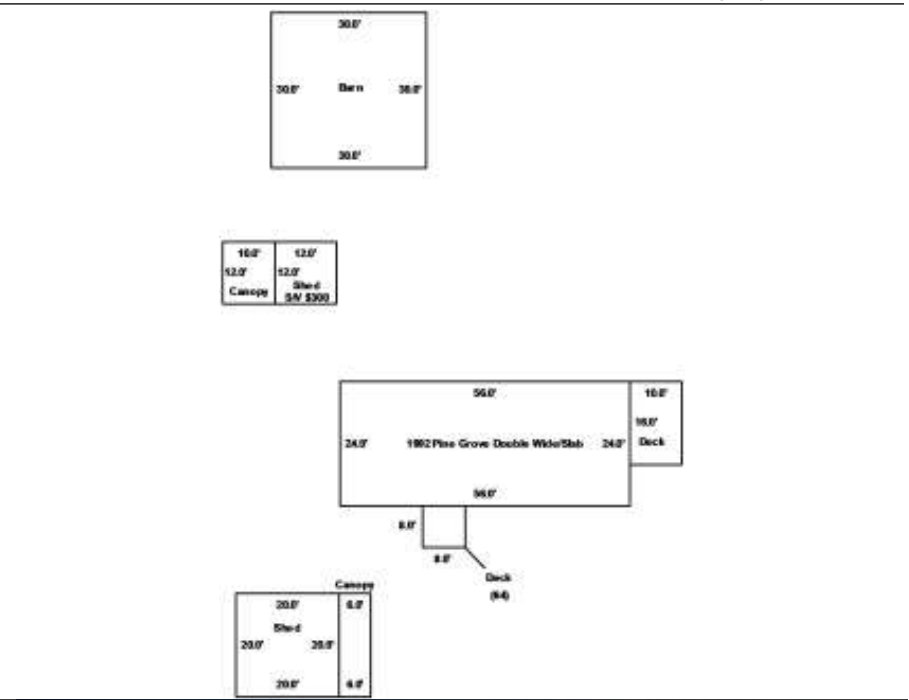 30.0'
30.0' Barn 30.0'
30.0'
10.0' 12.0'
12.0' 12.0'
Canopy Shed
S/V $300
56.0' 10.0'
16.0'
24.0' 1992 Pine Grove Double Wide/Slab 24.0' Deck
56.0'
8.0'
8.0'
Deck
(64)
Canopy
20.0' 6.0'
Shed
20.0' 20.0'
20.0' 6.0'